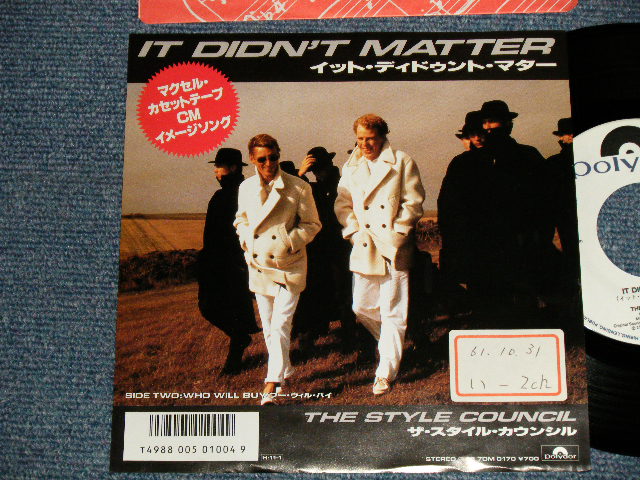 IT DIDN'T MATTER
イット・ディドゥント・マター
マクセル・
カセットテープ
CM
イメージソング
Polydor
IT DI
61.10.31
SIDE TWO: WHO WILL BUY フー・ウィル・バイ
THE STYLE COUNCIL
ザ・スタイル・カウンシル
T4988 005 01004 9
H・11-1
STEREO
7DM 0170 ¥700
Polydor